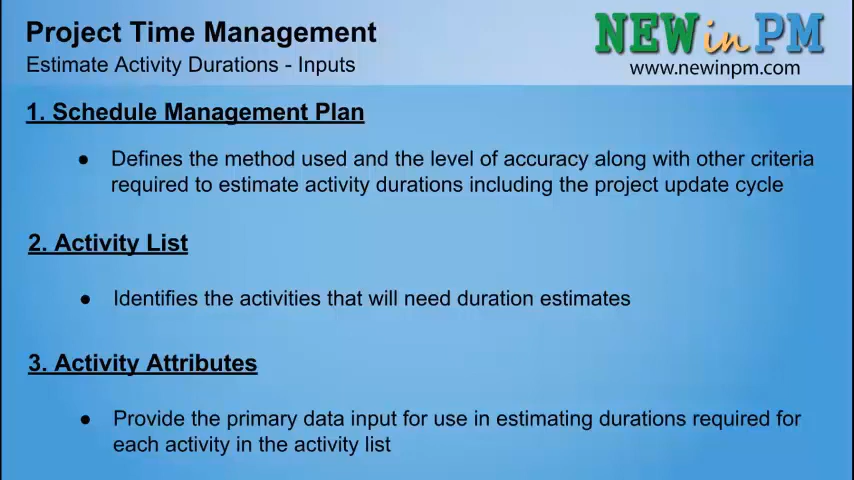 Project Time Management
Estimate Activity Durations - Inputs
NEW in PM
www.newinpm.com
1. Schedule Management Plan
● Defines the method used and the level of accuracy along with other criteria
required to estimate activity durations including the project update cycle
2. Activity List
● Identifies the activities that will need duration estimates
3. Activity Attributes
● Provide the primary data input for use in estimating durations required for
each activity in the activity list